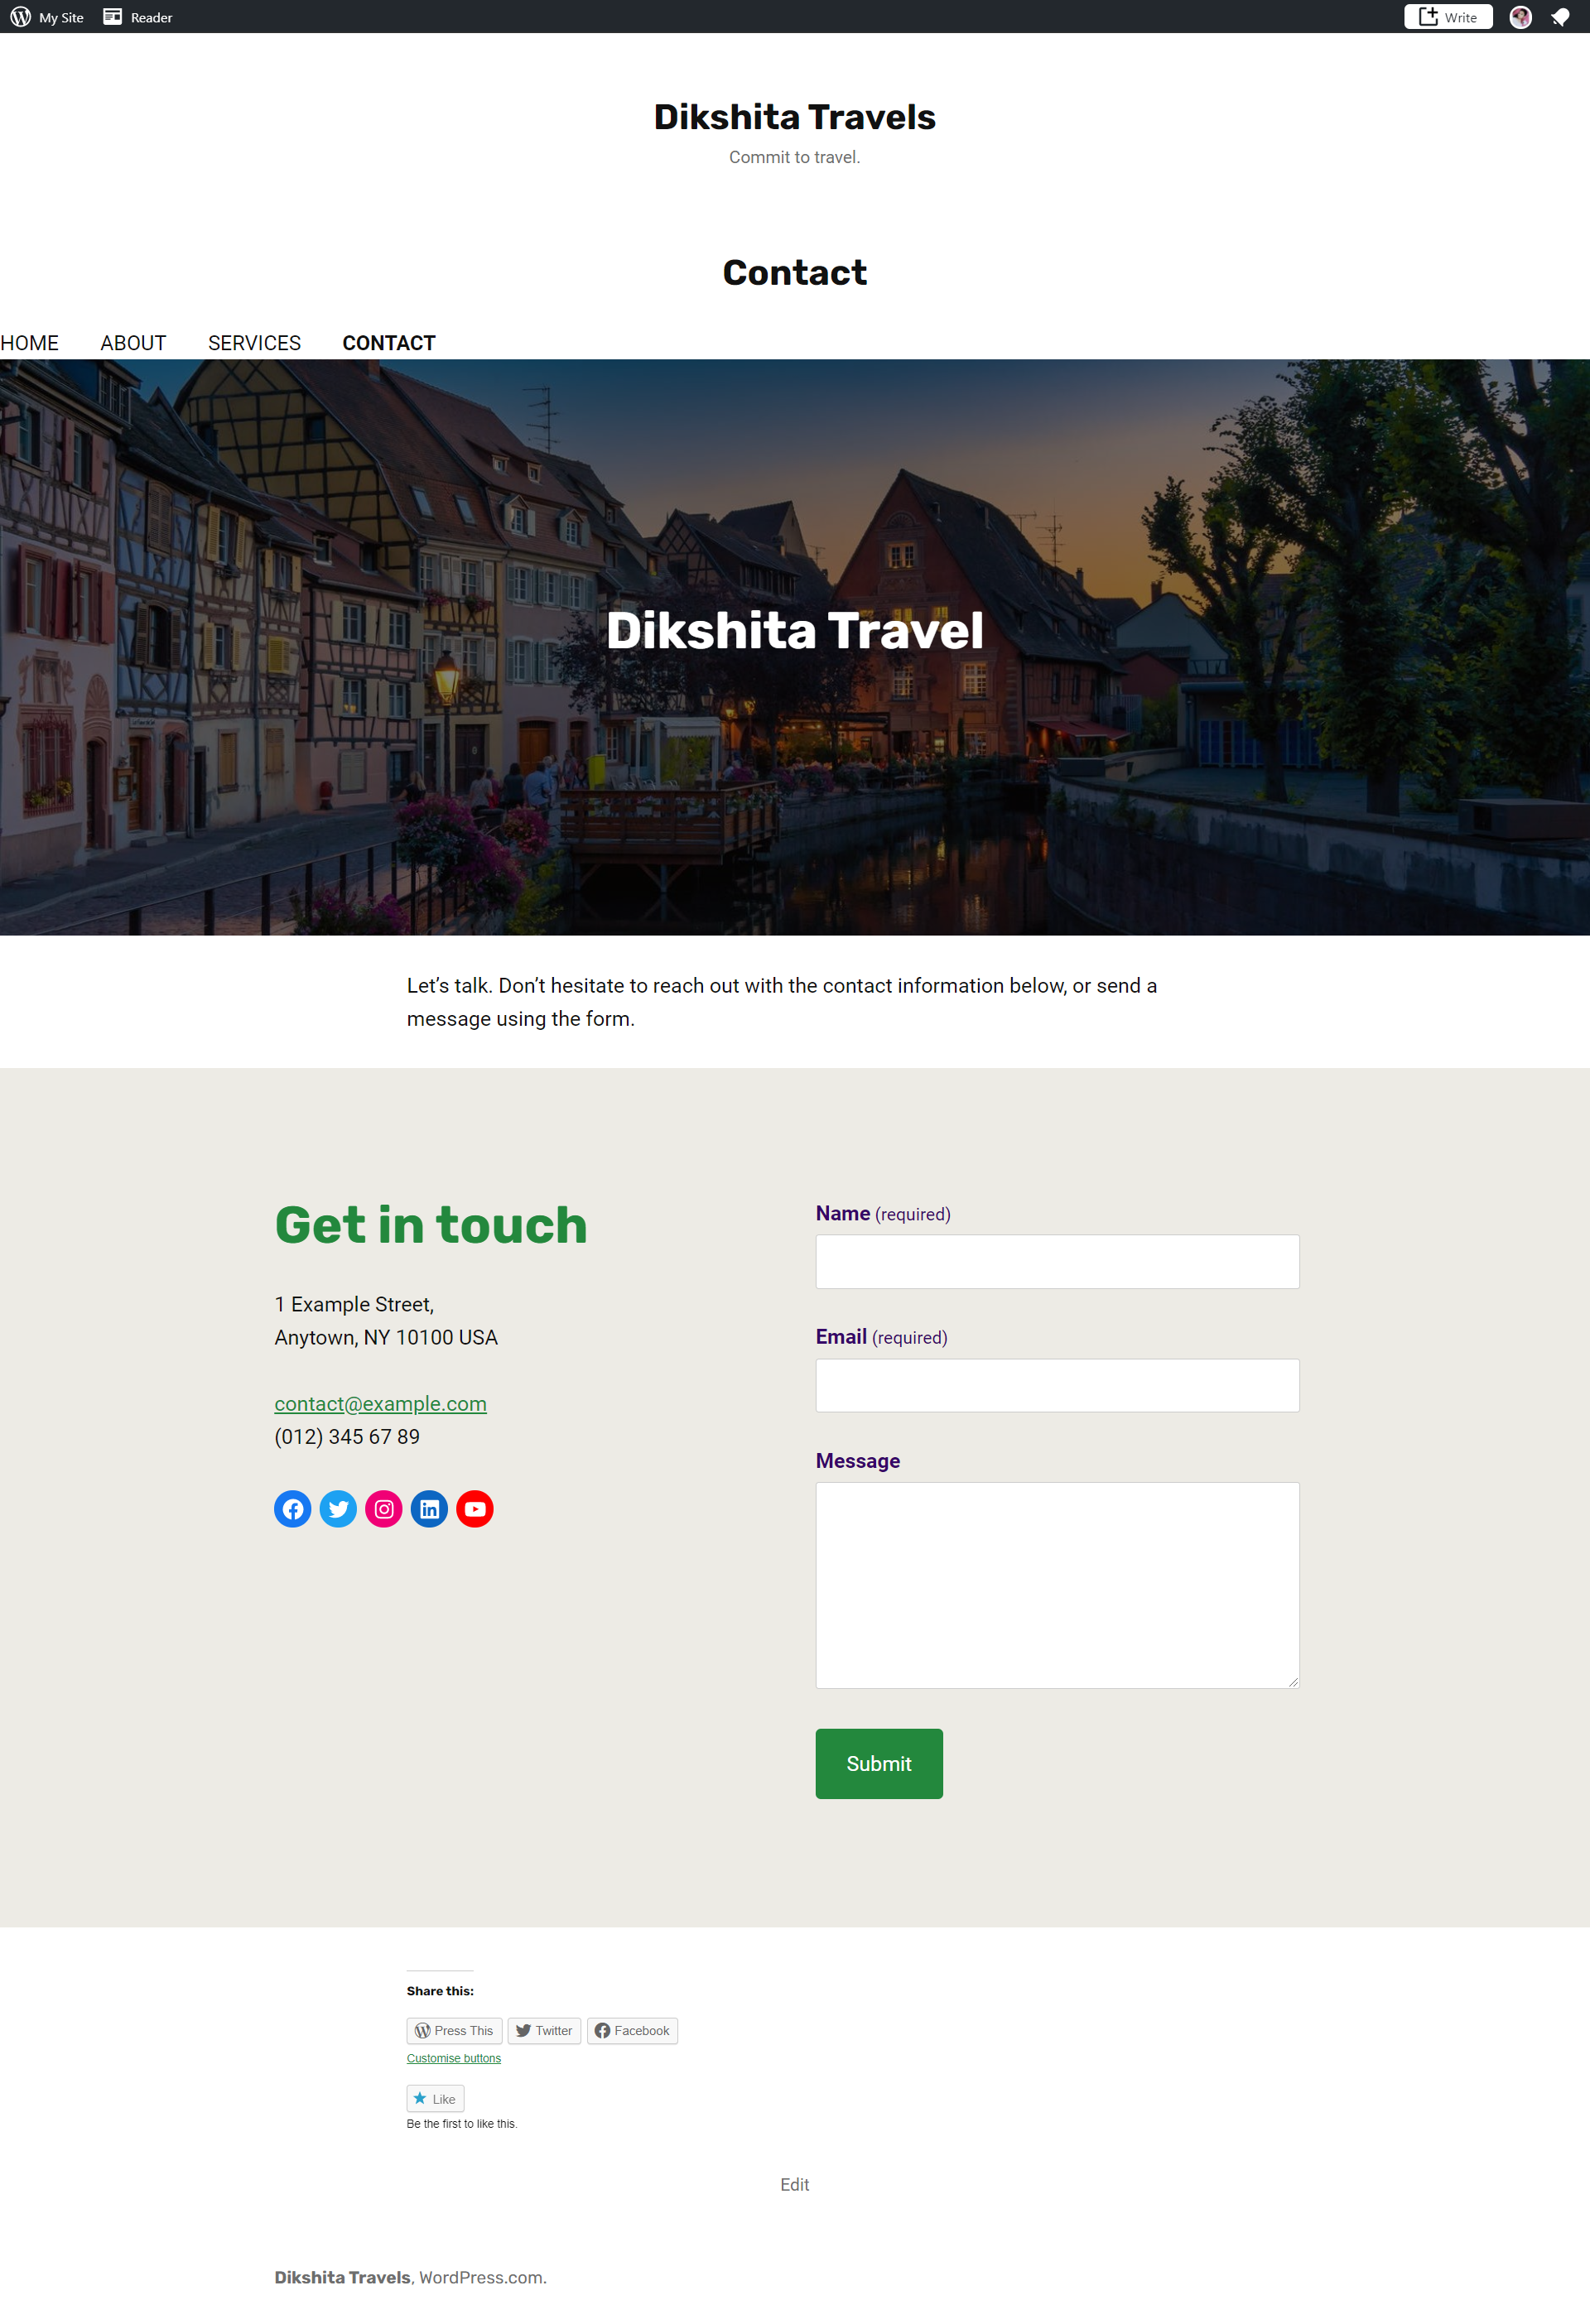 My Site Reader Write
Dikshita Travels
Commit to travel.
Contact
HOME ABOUT SERVICES CONTACT
Dikshita Travel
Let’s talk. Don’t hesitate to reach out with the contact information below, or send a
message using the form.
Get in touch
1 Example Street,
Anytown, NY 10100 USA
contact@example.com
(012) 345 67 89
Name (required)
Email (required)
Message
Submit
Share this:
Press This Twitter Facebook
Customise buttons
Like
Be the first to like this.
Edit
Dikshita Travels, WordPress.com.